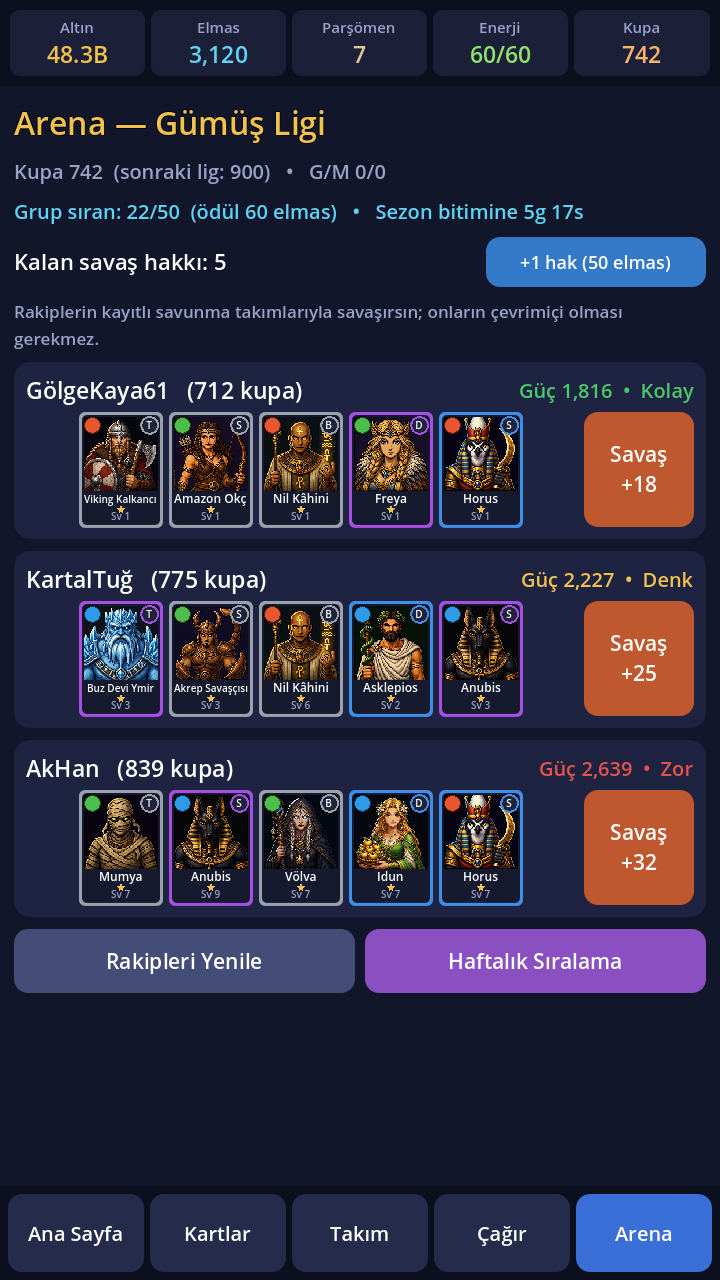 Altın Elmas Parşömen Enerji Kupa
48.3B 3,120 7 60/60 742
Arena — Gümüş Ligi
Kupa 742 (sonraki lig: 900) • G/M 0/0
Grup sıran: 22/50 (ödül 60 elmas) • Sezon bitimine 5g 17s
Kalan savaş hakkı: 5 +1 hak (50 elmas)
Rakiplerin kayıtlı savunma takımlarıyla savaşırsın; onların çevrimiçi olması
gerekmez.
GölgeKaya61 (712 kupa) Güç 1,816 • Kolay
T S B D S
Viking Kalkancı Amazon Okç Nil Kâhini Freya Horus
Sv 1 Sv 1 Sv 1 Sv 1 Sv 1
Savaş
+18
KartalTuğ (775 kupa) Güç 2,227 • Denk
T S B D S
Buz Devi Ymir Akrep Savaşçısı Nil Kâhini Asklepios Anubis
Sv 3 Sv 3 Sv 6 Sv 2 Sv 3
Savaş
+25
AkHan (839 kupa) Güç 2,639 • Zor
T S B D S
Mumya Anubis Völva Idun Horus
Sv 7 Sv 9 Sv 7 Sv 7 Sv 7
Savaş
+32
Rakipleri Yenile Haftalık Sıralama
Ana Sayfa Kartlar Takım Çağır Arena